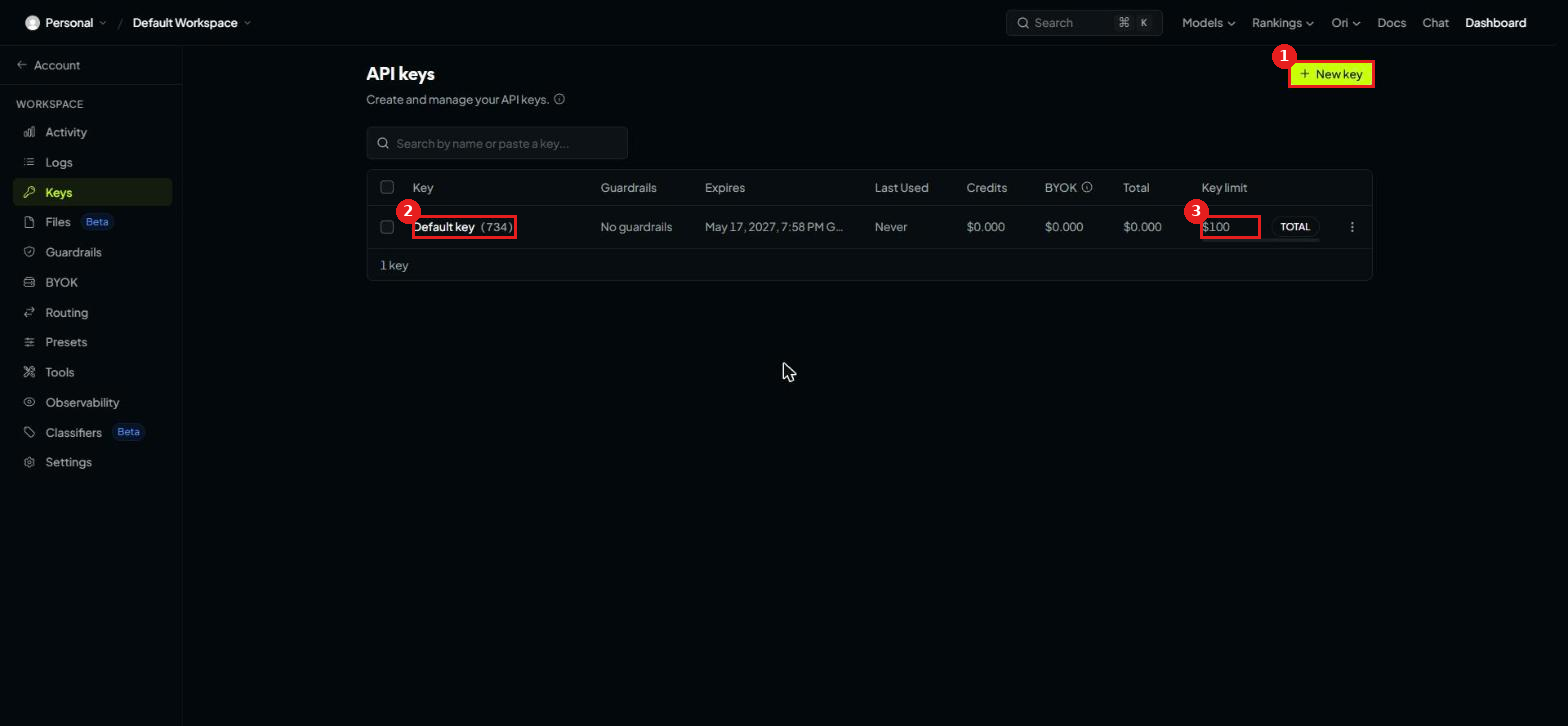 Personal / Default Workspace Search ⌘ K Models Rankings Ori Docs Chat Dashboard
Account
WORKSPACE
Activity
Logs
Keys
Files Beta
Guardrails
BYOK
Routing
Presets
Tools
Observability
Classifiers Beta
Settings
API keys
1
+ New key
Create and manage your API keys.
Search by name or paste a key...
Key Guardrails Expires Last Used Credits BYOK Total Key limit
2 3
Default key (734) No guardrails May 17, 2027, 7:58 PM G... Never $0.000 $0.000 $0.000 $100 TOTAL
1 key